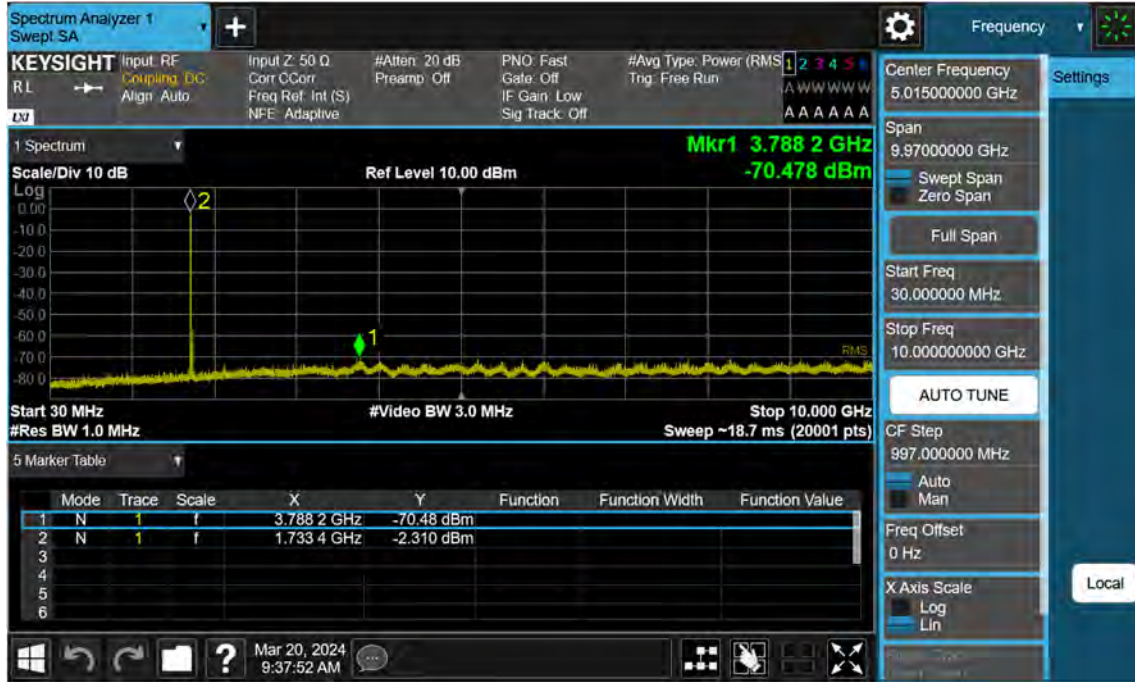 Spectrum Analyzer 1
Swept SA
Frequency
KEYSIGHT
RL
LXI
Input: RF
Coupling: DC
Align: Auto
Input Z: 50 Ω
Corr CCorr
Freq Ref: Int (S)
NFE: Adaptive
#Atten: 20 dB
Preamp: Off
PNO: Fast
Gate: Off
IF Gain: Low
Sig Track: Off
#Avg Type: Power (RMS)
Trig: Free Run
1 2 3 4 5 6
A W W W W W
A A A A A A
1 Spectrum
Scale/Div 10 dB
Ref Level 10.00 dBm
Mkr1 3.788 2 GHz
-70.478 dBm
Log
0.00
-10.0
-20.0
-30.0
-40.0
-50.0
-60.0
-70.0
-80.0
2
1
RMS
Start 30 MHz
#Video BW 3.0 MHz
Stop 10.000 GHz
#Res BW 1.0 MHz
Sweep ~18.7 ms (20001 pts)
5 Marker Table
Mode Trace Scale X Y Function Function Width Function Value
1 N 1 f 3.788 2 GHz -70.48 dBm
2 N 1 f 1.733 4 GHz -2.310 dBm
3
4
5
6
Mar 20, 2024
9:37:52 AM
Center Frequency
5.015000000 GHz
Settings
Span
9.97000000 GHz
Swept Span
Zero Span
Full Span
Start Freq
30.000000 MHz
Stop Freq
10.000000000 GHz
AUTO TUNE
CF Step
997.000000 MHz
Auto
Man
Freq Offset
0 Hz
X Axis Scale
Log
Lin
Local